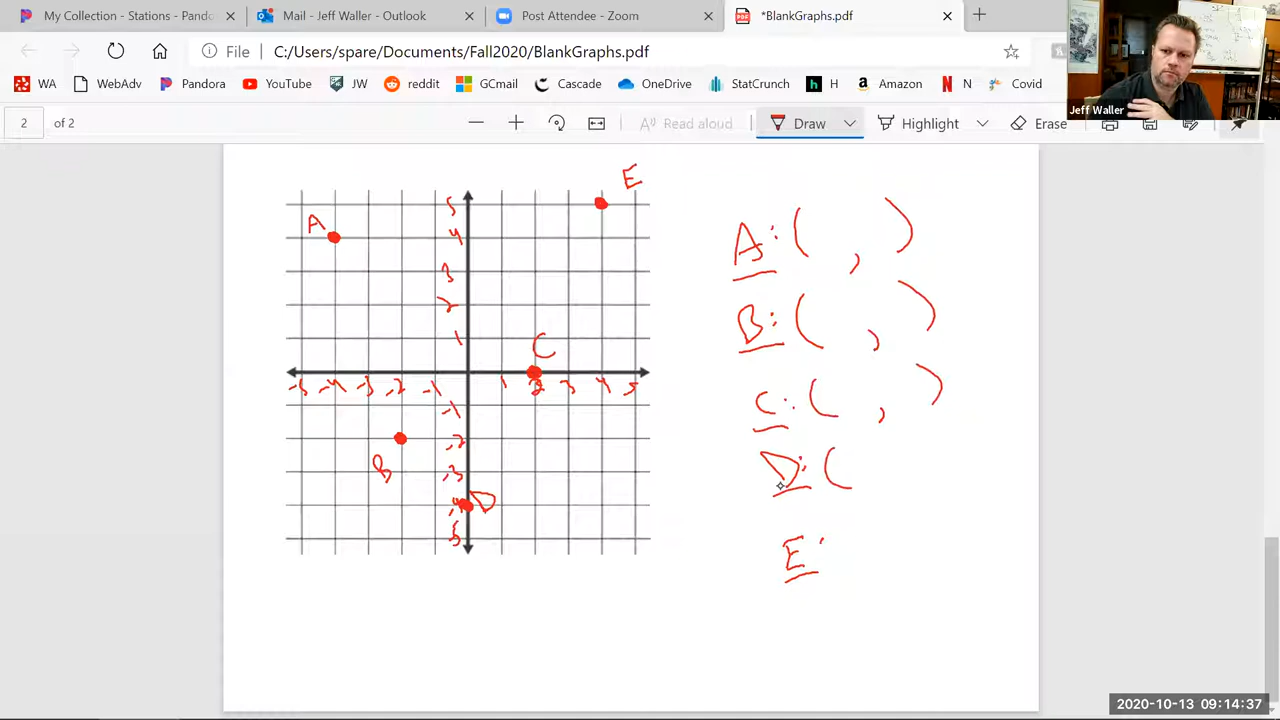 y Collection - Stations - Pandora
Mail - Jeff Waller - Outlook
ee - Zoom
*BlankGraphs.pdf
File C:/Users/spare/Documents/Fall2020/BlankGraphs.pdf
WA WebAdv Pandora YouTube JW reddit GCmail Cascade OneDrive StatCrunch H Amazon N Covid
Jeff Waller
2 of 2 Read aloud Draw Highlight Erase
E
A
5
4
3
2
1
C
-5 -4 -3 -2 -1 1 2 3 4 5
-1
-2
B
-3
-4 D
-5
A: ( , )
B: ( , )
C: ( , )
D: (
E:
2020-10-13 09:14:37